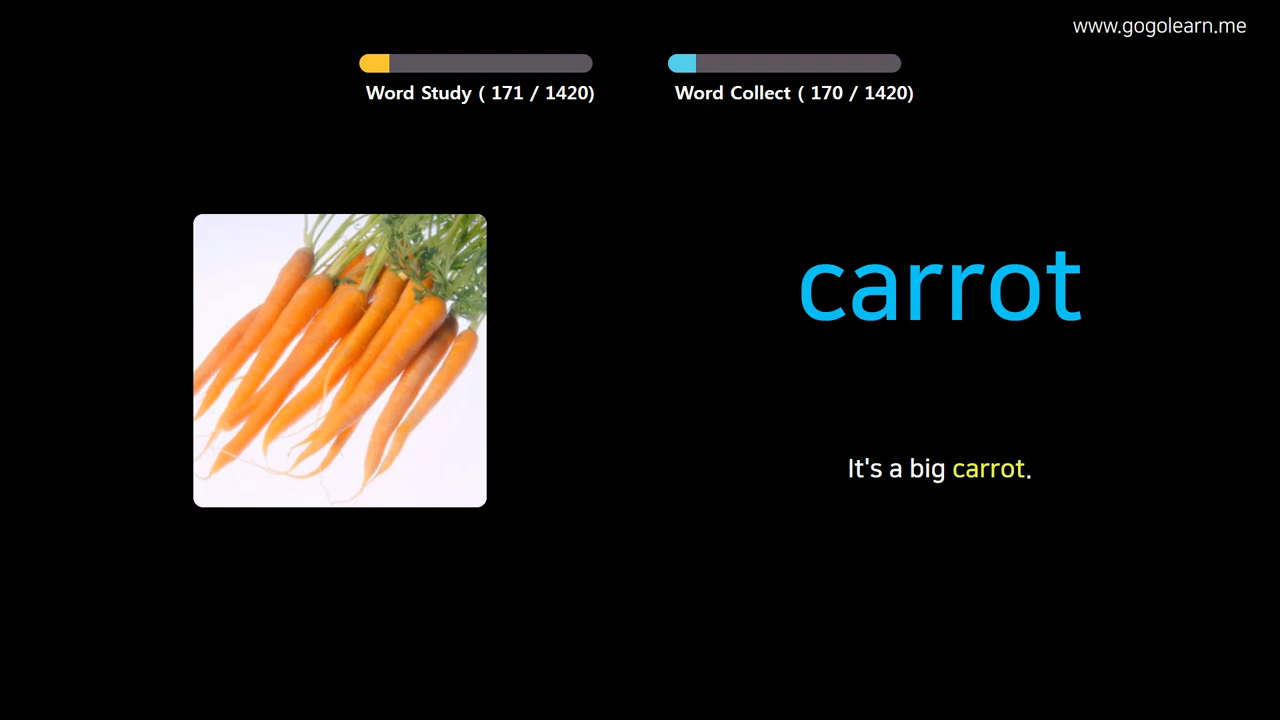 www.gogolearn.me
Word Study ( 171 / 1420)
Word Collect ( 170 / 1420)
carrot
It's a big carrot.